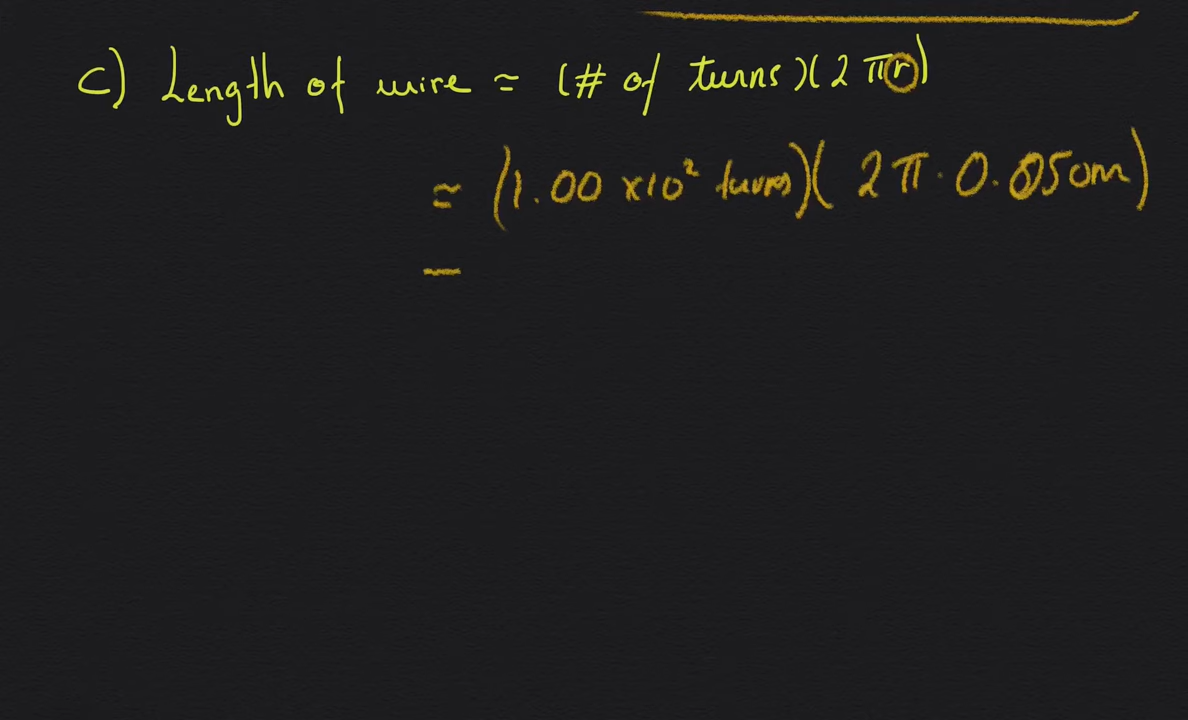 C) Length of wire ≈ (# of turns)(2πr)
≈ (1.00 x10² turns)(2π · 0.050m)